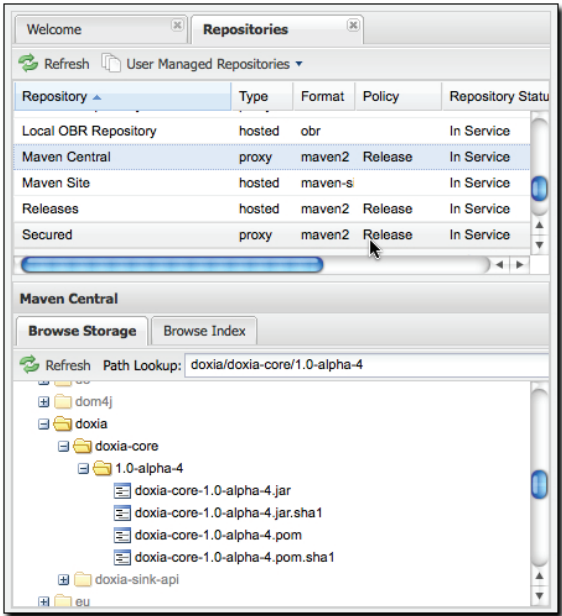 Welcome Repositories
Refresh User Managed Repositories
Repository Type Format Policy Repository Statu
Local OBR Repository hosted obr In Service
Maven Central proxy maven2 Release In Service
Maven Site hosted maven-si In Service
Releases hosted maven2 Release In Service
Secured proxy maven2 Release In Service
Maven Central
Browse Storage Browse Index
Refresh Path Lookup: doxia/doxia-core/1.0-alpha-4
dom4j
doxia
doxia-core
1.0-alpha-4
doxia-core-1.0-alpha-4.jar
doxia-core-1.0-alpha-4.jar.sha1
doxia-core-1.0-alpha-4.pom
doxia-core-1.0-alpha-4.pom.sha1
doxia-sink-api
eu